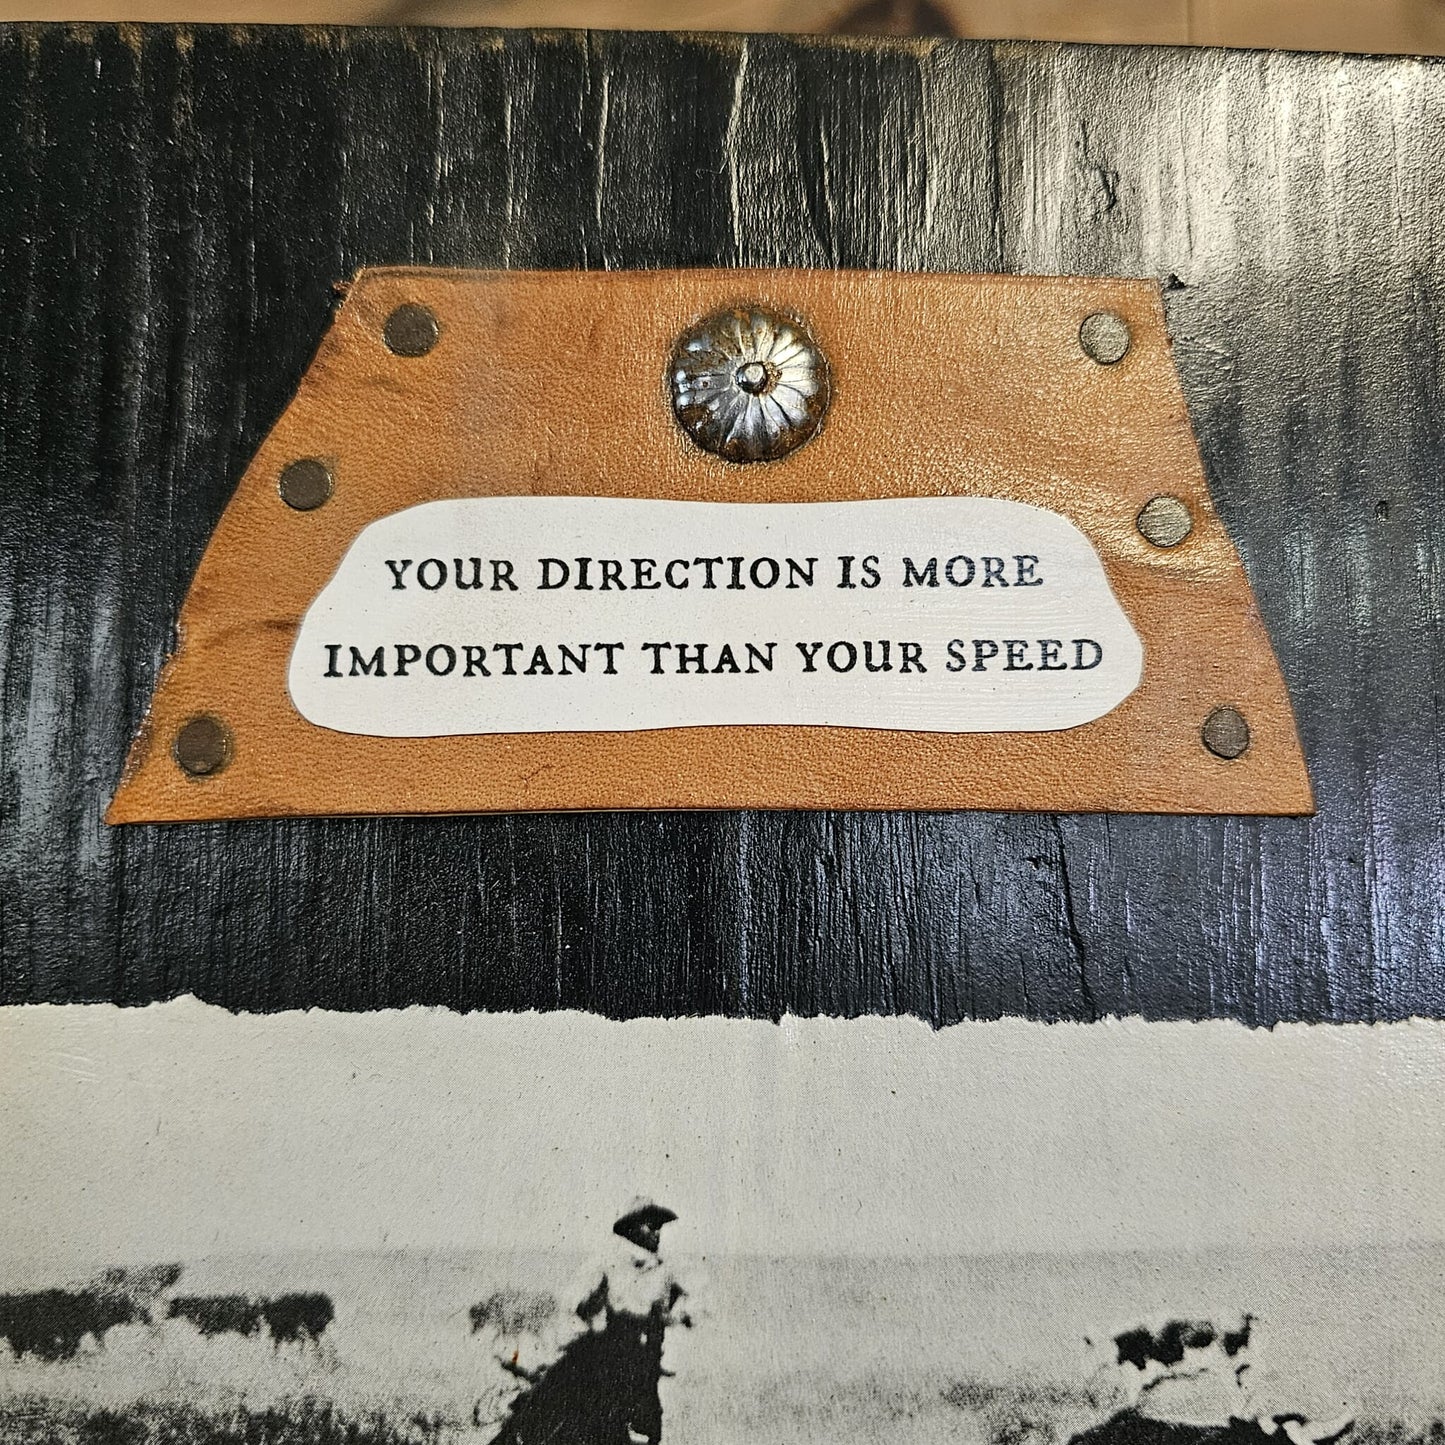 YOUR DIRECTION IS MORE
IMPORTANT THAN YOUR SPEED